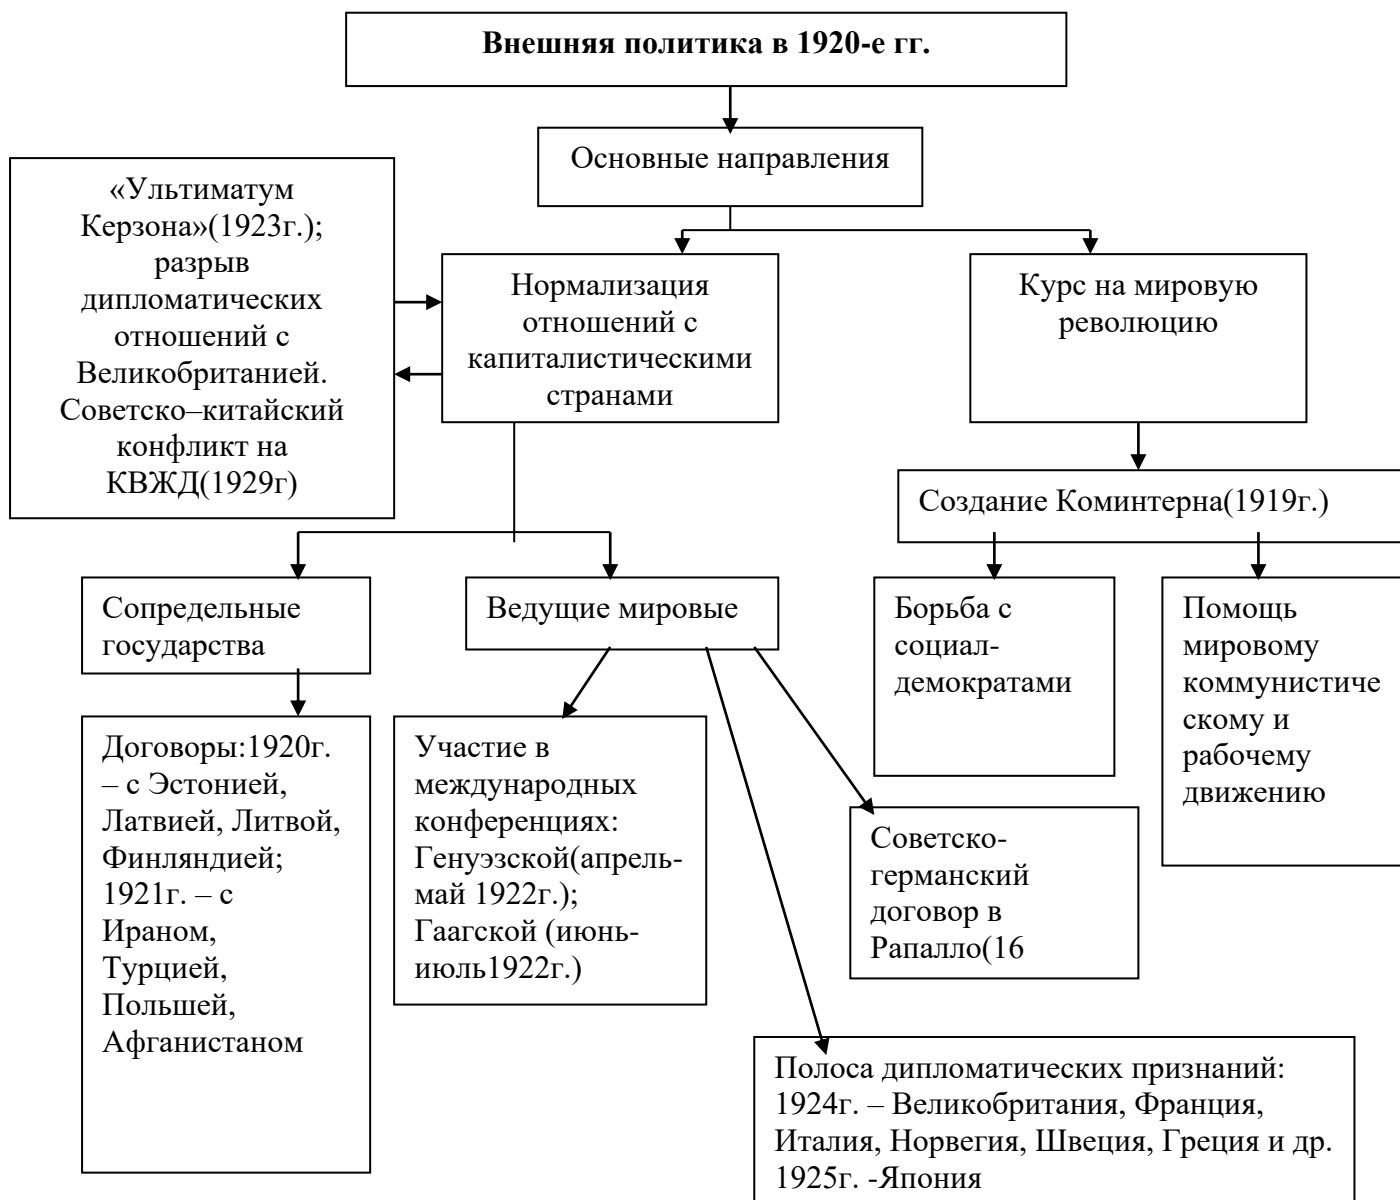 Внешняя политика в 1920-е гг.
Основные направления
«Ультиматум
Керзона»(1923г.);
разрыв
дипломатических
отношений с
Великобританией.
Советско–китайский
конфликт на
КВЖД(1929г)
Нормализация
отношений с
капиталистическими
странами
Курс на мировую
революцию
Создание Коминтерна(1919г.)
Сопредельные
государства
Ведущие мировые
Борьба с
социал-
демократами
Помощь
мировому
коммунистиче
скому и
рабочему
движению
Договоры:1920г.
– с Эстонией,
Латвией, Литвой,
Финляндией;
1921г. – с
Ираном,
Турцией,
Польшей,
Афганистаном
Участие в
международных
конференциях:
Генуэзской(апрель-
май 1922г.);
Гаагской (июнь-
июль1922г.)
Советско-
германский
договор в
Рапалло(16
Полоса дипломатических признаний:
1924г. – Великобритания, Франция,
Италия, Норвегия, Швеция, Греция и др.
1925г. -Япония